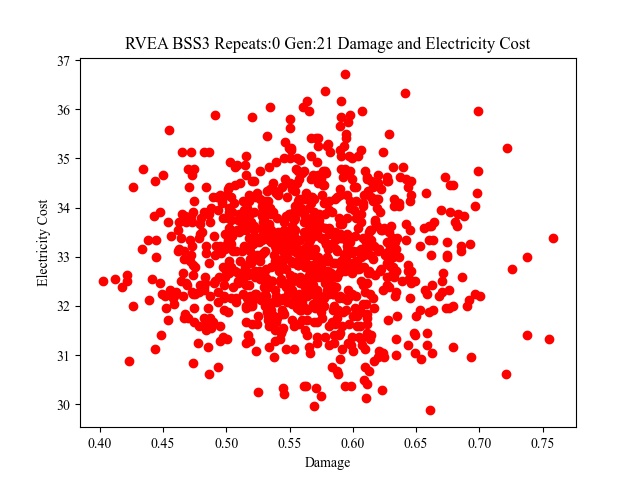 RVEA BSS3 Repeats:0 Gen:21 Damage and Electricity Cost
37
36
35
34
33
32
31
30
Electricity Cost
0.40 0.45 0.50 0.55 0.60 0.65 0.70 0.75
Damage